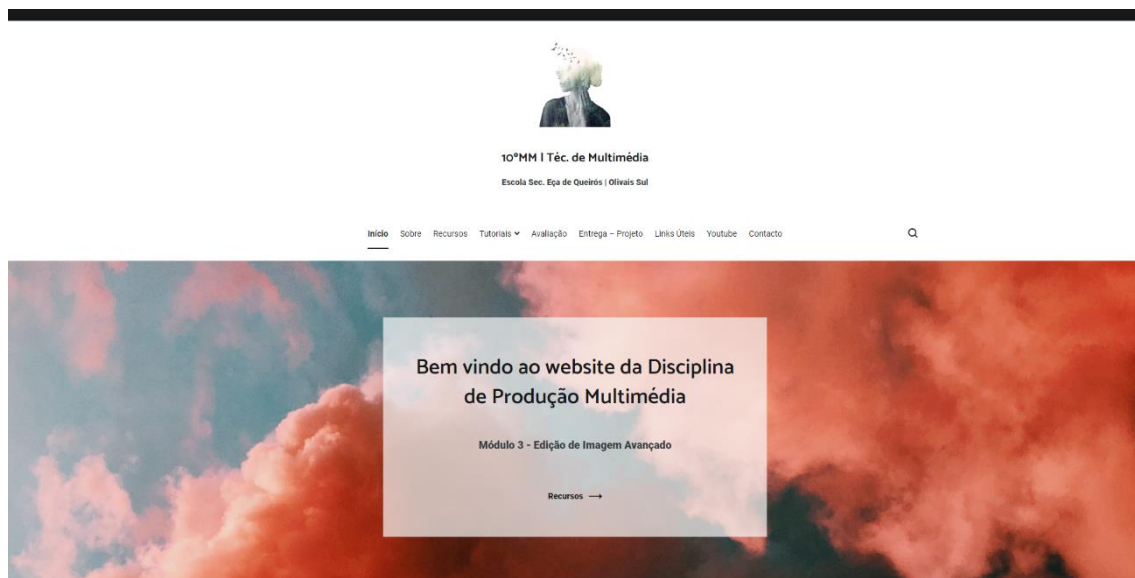 10ºMM | Téc. de Multimédia
Escola Sec. Eça de Queirós | Olivais Sul
Início Sobre Recursos Tutoriais Avaliação Entrega – Projeto Links Úteis Youtube Contacto
Bem vindo ao website da Disciplina
de Produção Multimédia
Módulo 3 - Edição de Imagem Avançado
Recursos ⟶